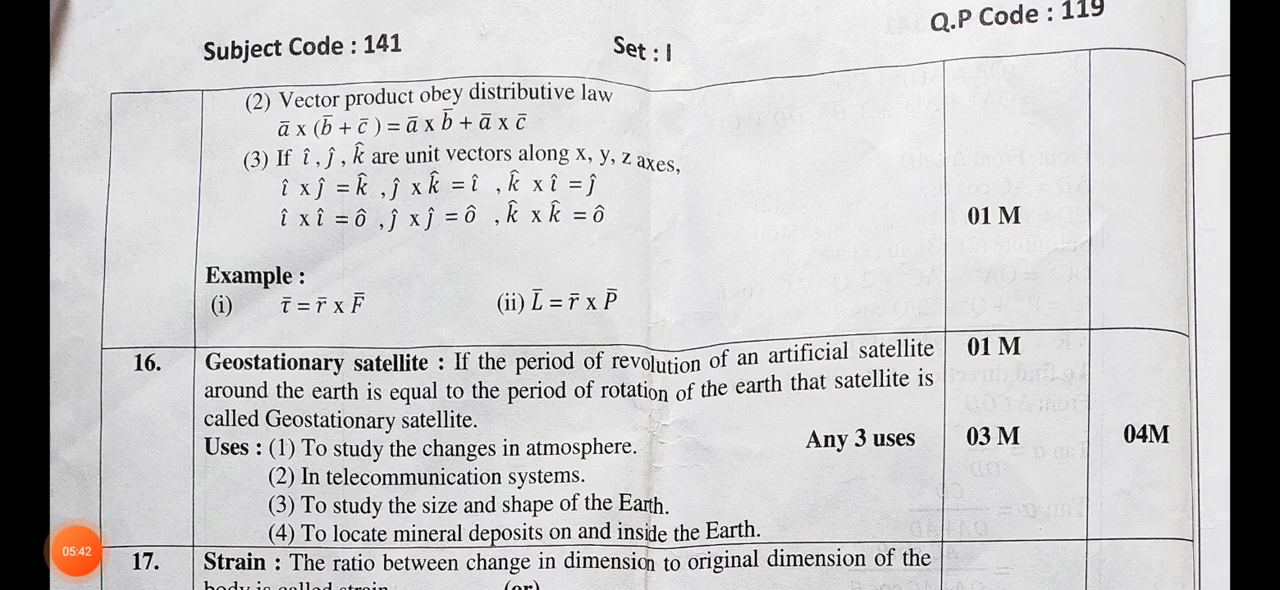 Q.P Code : 119
Subject Code : 141 Set : I
(2) Vector product obey distributive law
a̅ x (b̅ + c̅ ) = a̅ x b̅ + a̅ x c̅
(3) If î , ĵ , k̂ are unit vectors along x, y, z axes,
î x ĵ = k̂ , ĵ x k̂ = î , k̂ x î = ĵ
î x î = ô , ĵ x ĵ = ô , k̂ x k̂ = ô 01 M
Example :
(i) τ̅ = r̅ x F̅ (ii) L̅ = r̅ x P̅
16. Geostationary satellite : If the period of revolution of an artificial satellite 01 M
around the earth is equal to the period of rotation of the earth that satellite is
called Geostationary satellite.
Uses : (1) To study the changes in atmosphere. Any 3 uses 03 M 04M
(2) In telecommunication systems.
(3) To study the size and shape of the Earth.
(4) To locate mineral deposits on and inside the Earth.
05:42
17. Strain : The ratio between change in dimension to original dimension of the
body is called strain (or)